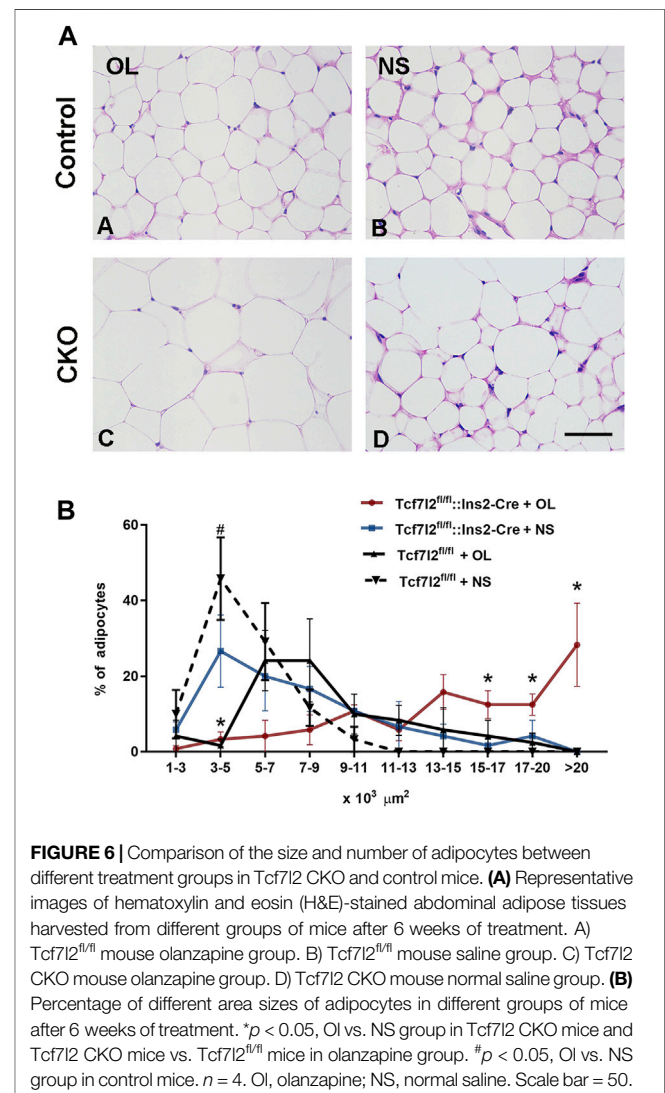 A
OL
NS
Control
A
B
CKO
C
D
B
Tcf7l2fl/fl::Ins2-Cre + OL
Tcf7l2fl/fl::Ins2-Cre + NS
Tcf7l2fl/fl + OL
Tcf7l2fl/fl + NS
% of adipocytes
60
40
20
0
#
*
*
*
*
1-3 3-5 5-7 7-9 9-11 11-13 13-15 15-17 17-20 >20
x 10³ μm²
FIGURE 6 | Comparison of the size and number of adipocytes between
different treatment groups in Tcf7l2 CKO and control mice. (A) Representative
images of hematoxylin and eosin (H&E)-stained abdominal adipose tissues
harvested from different groups of mice after 6 weeks of treatment. A)
Tcf7l2fl/fl mouse olanzapine group. B) Tcf7l2fl/fl mouse saline group. C) Tcf7l2
CKO mouse olanzapine group. D) Tcf7l2 CKO mouse normal saline group. (B)
Percentage of different area sizes of adipocytes in different groups of mice
after 6 weeks of treatment. *p < 0.05, Ol vs. NS group in Tcf7l2 CKO mice and
Tcf7l2 CKO mice vs. Tcf7l2fl/fl mice in olanzapine group. #p < 0.05, Ol vs. NS
group in control mice. n = 4. Ol, olanzapine; NS, normal saline. Scale bar = 50.